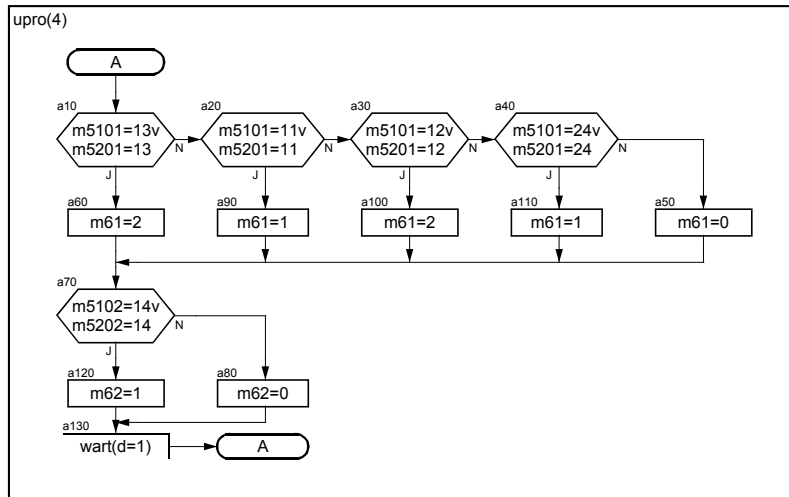 upro(4)
A
a10
m5101=13v
m5201=13
N
J
a20
m5101=11v
m5201=11
N
J
a30
m5101=12v
m5201=12
N
J
a40
m5101=24v
m5201=24
N
J
a60
m61=2
a90
m61=1
a100
m61=2
a110
m61=1
a50
m61=0
a70
m5102=14v
m5202=14
N
J
a120
m62=1
a80
m62=0
a130
wart(d=1)
A